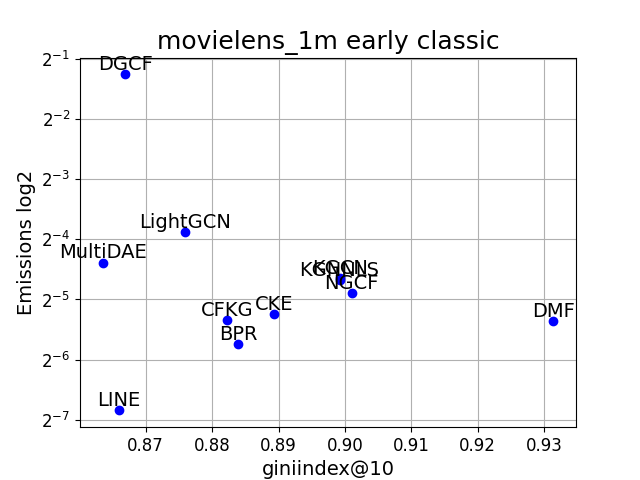 movielens_1m early classic
Emissions log2
2⁻¹
2⁻²
2⁻³
2⁻⁴
2⁻⁵
2⁻⁶
2⁻⁷
DGCF
LightGCN
MultiDAE
KGCN
KGNNLS
NGCF
CKE
CFKG
DMF
BPR
LINE
0.87 0.88 0.89 0.90 0.91 0.92 0.93
giniindex@10